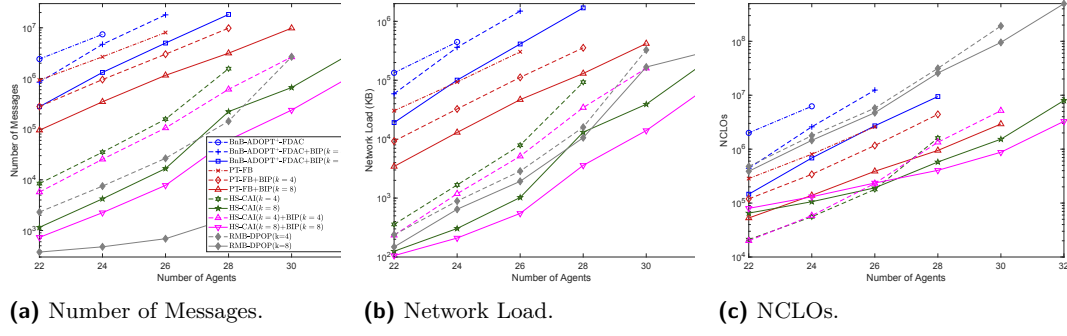 10^7
10^6
10^5
10^4
10^3
Number of Messages
22
24
26
28
30
Number of Agents
BnB-ADOPT+-FDAC
BnB-ADOPT+-FDAC+BIP(k =
BnB-ADOPT+-FDAC+BIP(k =
PT-FB
PT-FB+BIP(k = 4)
PT-FB+BIP(k = 8)
HS-CAI(k = 4)
HS-CAI(k = 8)
HS-CAI(k = 4)+BIP(k = 4)
HS-CAI(k = 8)+BIP(k = 8)
RMB-DPOP(k=4)
RMB-DPOP(k=8)
(a) Number of Messages.
10^6
10^5
10^4
10^3
10^2
Network Load (KB)
22
24
26
28
30
Number of Agents
(b) Network Load.
10^8
10^7
10^6
10^5
10^4
NCLOs
22
24
26
28
30
32
Number of Agents
(c) NCLOs.